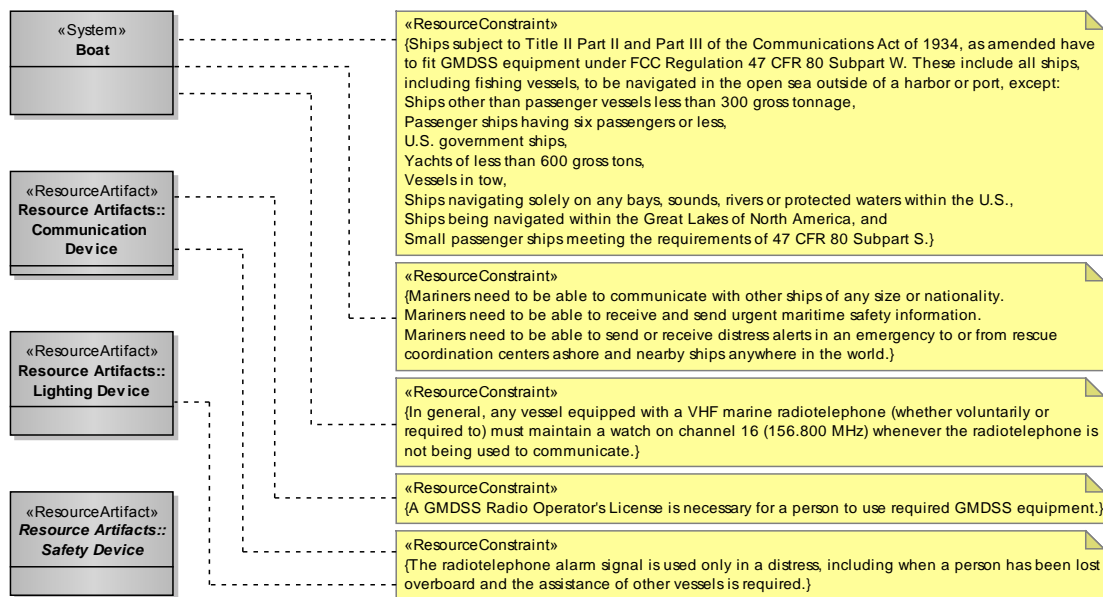 «System»
Boat
«ResourceArtifact»
Resource Artifacts::
Communication
Device
«ResourceArtifact»
Resource Artifacts::
Lighting Device
«ResourceArtifact»
Resource Artifacts::
Safety Device
«ResourceConstraint»
{Ships subject to Title II Part II and Part III of the Communications Act of 1934, as amended have
to fit GMDSS equipment under FCC Regulation 47 CFR 80 Subpart W. These include all ships,
including fishing vessels, to be navigated in the open sea outside of a harbor or port, except:
Ships other than passenger vessels less than 300 gross tonnage,
Passenger ships having six passengers or less,
U.S. government ships,
Yachts of less than 600 gross tons,
Vessels in tow,
Ships navigating solely on any bays, sounds, rivers or protected waters within the U.S.,
Ships being navigated within the Great Lakes of North America, and
Small passenger ships meeting the requirements of 47 CFR 80 Subpart S.}
«ResourceConstraint»
{Mariners need to be able to communicate with other ships of any size or nationality.
Mariners need to be able to receive and send urgent maritime safety information.
Mariners need to be able to send or receive distress alerts in an emergency to or from rescue
coordination centers ashore and nearby ships anywhere in the world.}
«ResourceConstraint»
{In general, any vessel equipped with a VHF marine radiotelephone (whether voluntarily or
required to) must maintain a watch on channel 16 (156.800 MHz) whenever the radiotelephone is
not being used to communicate.}
«ResourceConstraint»
{A GMDSS Radio Operator's License is necessary for a person to use required GMDSS equipment.}
«ResourceConstraint»
{The radiotelephone alarm signal is used only in a distress, including when a person has been lost
overboard and the assistance of other vessels is required.}